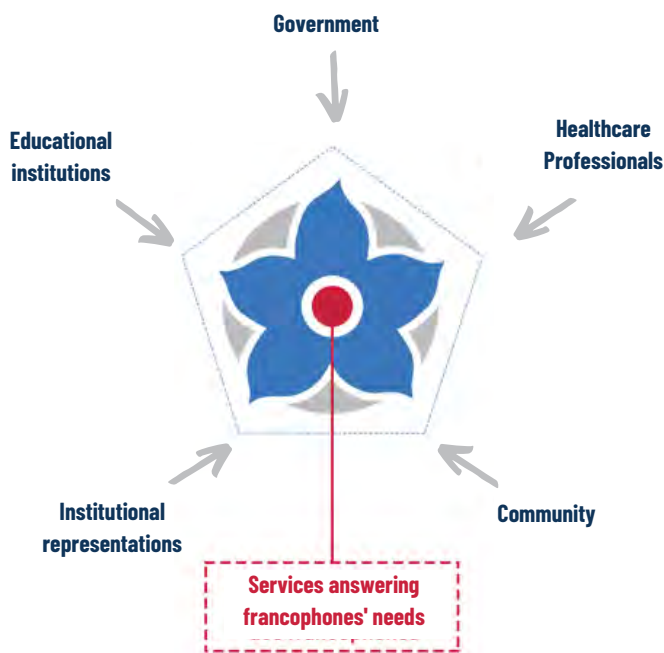 Government
Educational
institutions
Healthcare
Professionals
Institutional
representations
Community
Services answering
francophones' needs